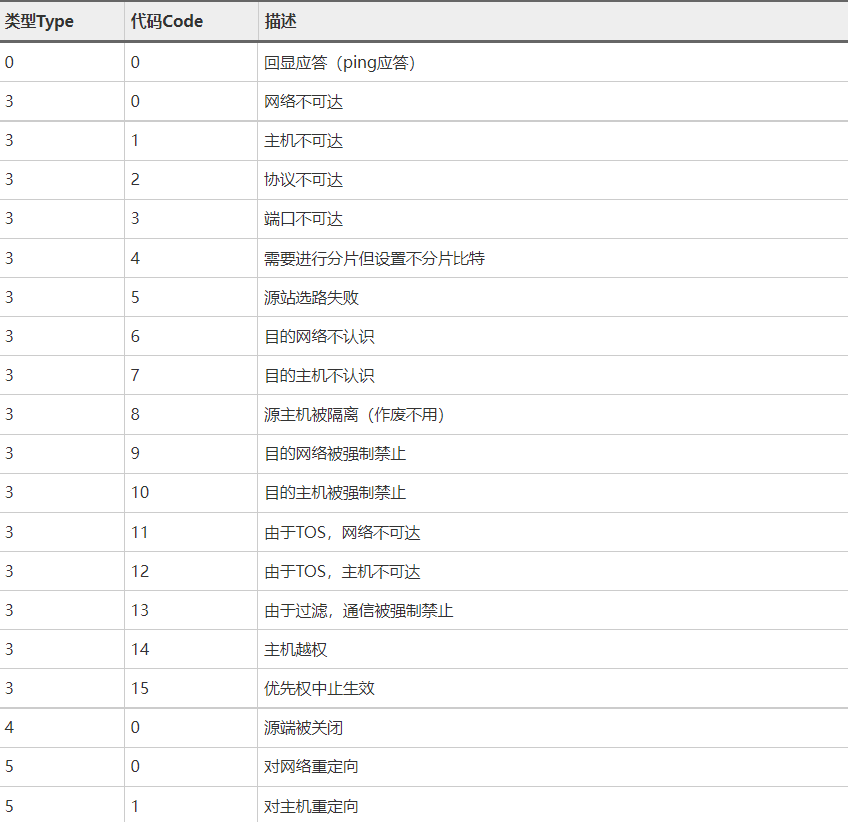 类型Type 代码Code 描述
0 0 回显应答（ping应答）
3 0 网络不可达
3 1 主机不可达
3 2 协议不可达
3 3 端口不可达
3 4 需要进行分片但设置不分片比特
3 5 源站选路失败
3 6 目的网络不认识
3 7 目的主机不认识
3 8 源主机被隔离（作废不用）
3 9 目的网络被强制禁止
3 10 目的主机被强制禁止
3 11 由于TOS，网络不可达
3 12 由于TOS，主机不可达
3 13 由于过滤，通信被强制禁止
3 14 主机越权
3 15 优先权中止生效
4 0 源端被关闭
5 0 对网络重定向
5 1 对主机重定向